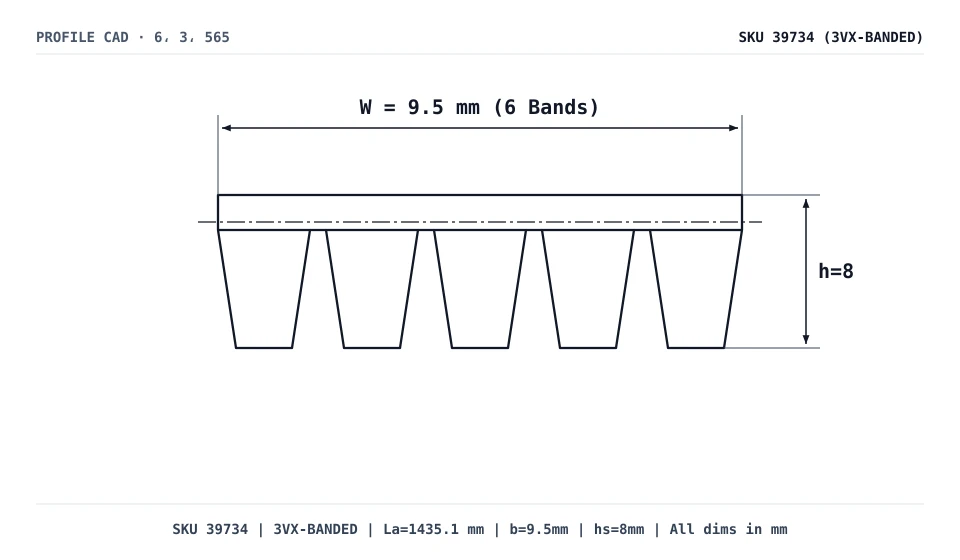 PROFILE CAD · 6، 3، 565
SKU 39734 (3VX-BANDED)
W = 9.5 mm (6 Bands)
h=8
SKU 39734 | 3VX-BANDED | La=1435.1 mm | b=9.5mm | hs=8mm | All dims in mm